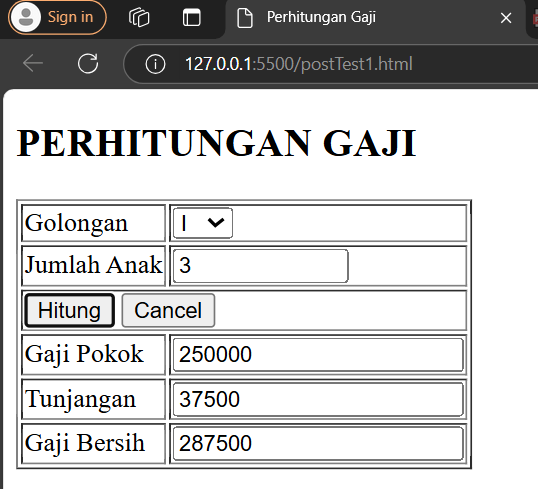 Sign in
Perhitungan Gaji
127.0.0.1:5500/postTest1.html
PERHITUNGAN GAJI
Golongan I
Jumlah Anak 3
Hitung Cancel
Gaji Pokok 250000
Tunjangan 37500
Gaji Bersih 287500